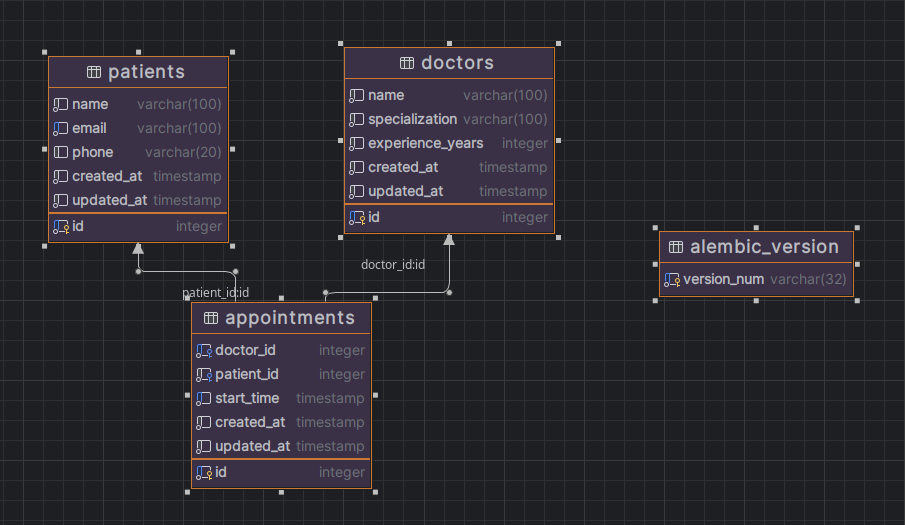 patients
name varchar(100)
email varchar(100)
phone varchar(20)
created_at timestamp
updated_at timestamp
id integer
doctors
name varchar(100)
specialization varchar(100)
experience_years integer
created_at timestamp
updated_at timestamp
id integer
alembic_version
version_num varchar(32)
doctor_id:id
patient_id:id
appointments
doctor_id integer
patient_id integer
start_time timestamp
created_at timestamp
updated_at timestamp
id integer